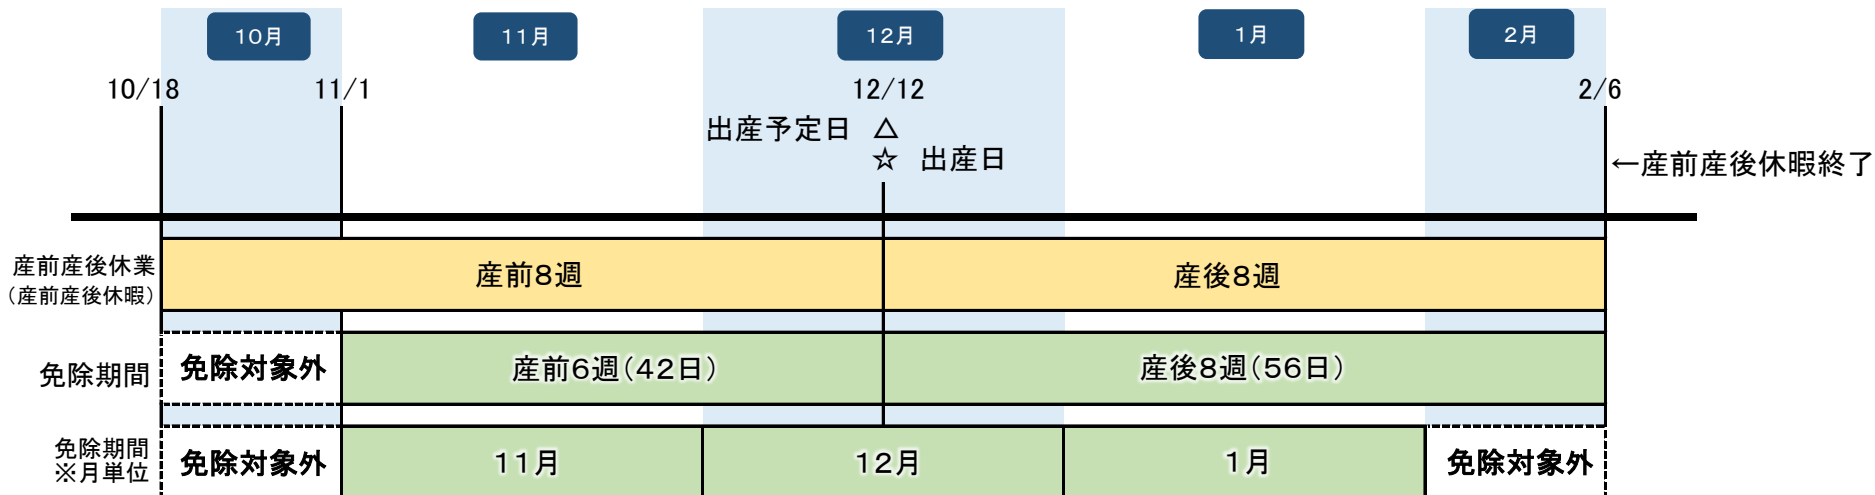 10月
11月
12月
1月
2月
10/18
11/1
12/12
2/6
出産予定日 △
☆ 出産日
←産前産後休暇終了
産前産後休業
（産前産後休暇）
産前8週
産後8週
免除期間
免除対象外
産前6週（42日）
産後8週（56日）
免除期間
※月単位
免除対象外
11月
12月
1月
免除対象外